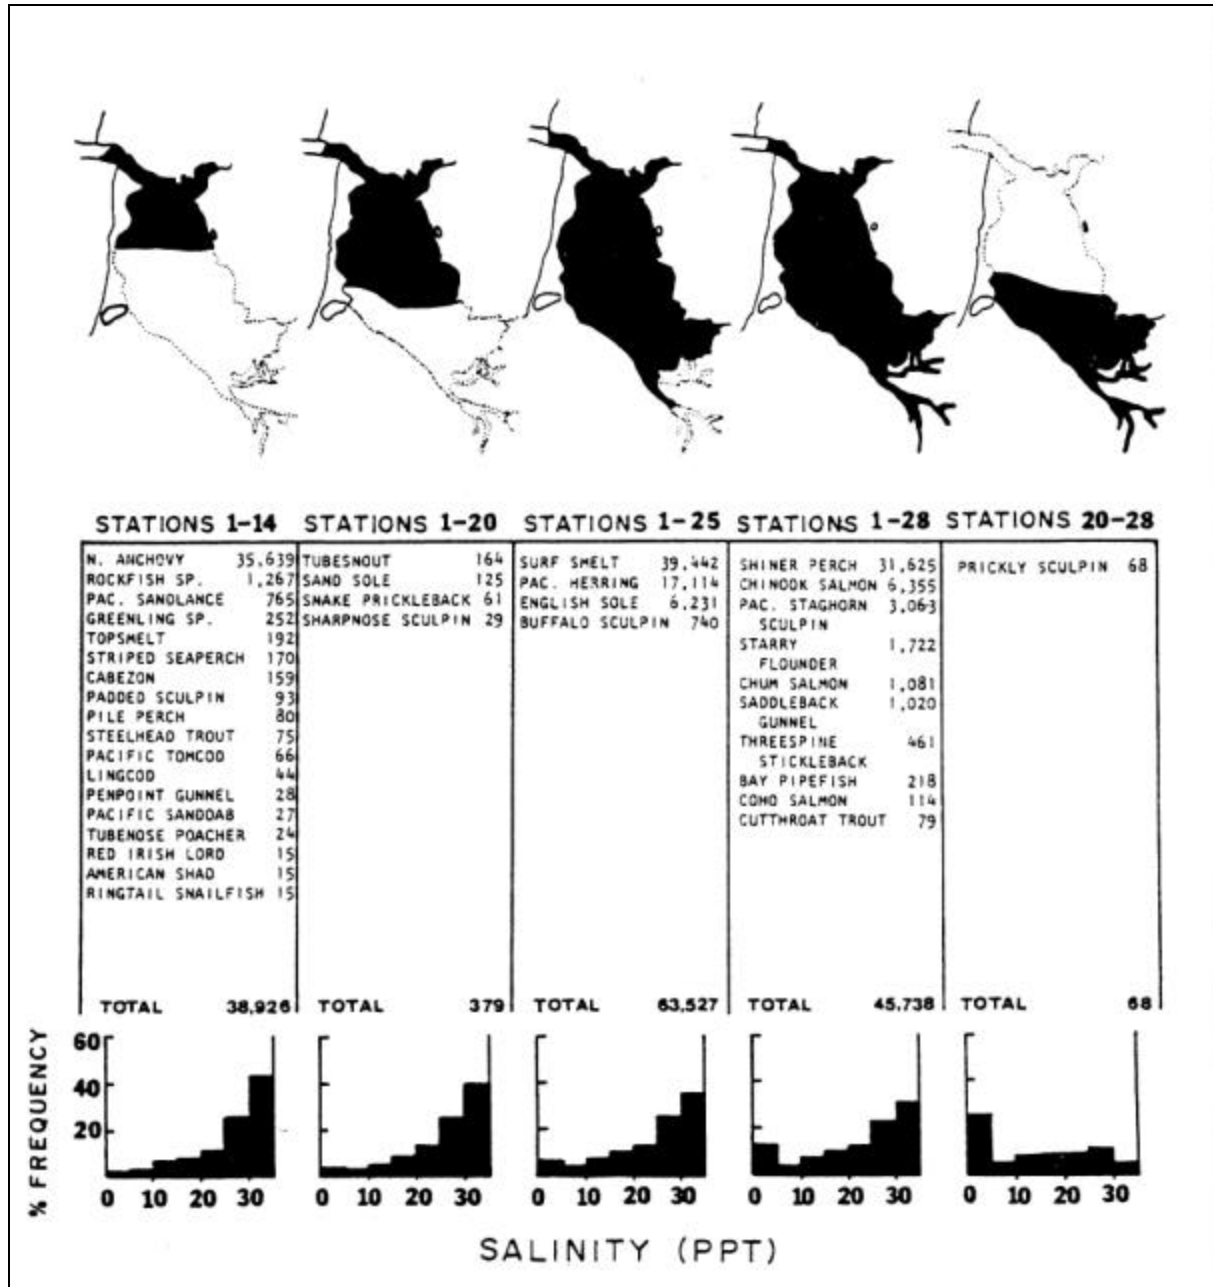 STATIONS 1-14 STATIONS 1-20 STATIONS 1-25 STATIONS 1-28 STATIONS 20-28
N. ANCHOVY 35,639
ROCKFISH SP. 1,267
PAC. SANDLANCE 765
GREENLING SP. 252
TOPSMELT 192
STRIPED SEAPERCH 170
CABEZON 159
PADDED SCULPIN 93
PILE PERCH 80
STEELHEAD TROUT 75
PACIFIC TOMCOD 66
LINGCOD 44
PENPOINT GUNNEL 28
PACIFIC SANDDAB 27
TUBENOSE POACHER 24
RED IRISH LORD 15
AMERICAN SHAD 15
RINGTAIL SNAILFISH 15
TUBESNOUT 164
SAND SOLE 125
SNAKE PRICKLEBACK 61
SHARPNOSE SCULPIN 29
SURF SMELT 39,442
PAC. HERRING 17,114
ENGLISH SOLE 6,231
BUFFALO SCULPIN 740
SHINER PERCH 31,625
CHINOOK SALMON 6,355
PAC. STAGHORN 3,063
SCULPIN
STARRY 1,722
FLOUNDER
CHUM SALMON 1,081
SADDLEBACK 1,020
GUNNEL
THREESPINE 461
STICKLEBACK
BAY PIPEFISH 218
COHO SALMON 114
CUTTHROAT TROUT 79
PRICKLY SCULPIN 68
TOTAL 38,926 TOTAL 379 TOTAL 63,527 TOTAL 45,738 TOTAL 68
% FREQUENCY
60
40
20
0 10 20 30 0 10 20 30 0 10 20 30 0 10 20 30 0 10 20 30
SALINITY (PPT)